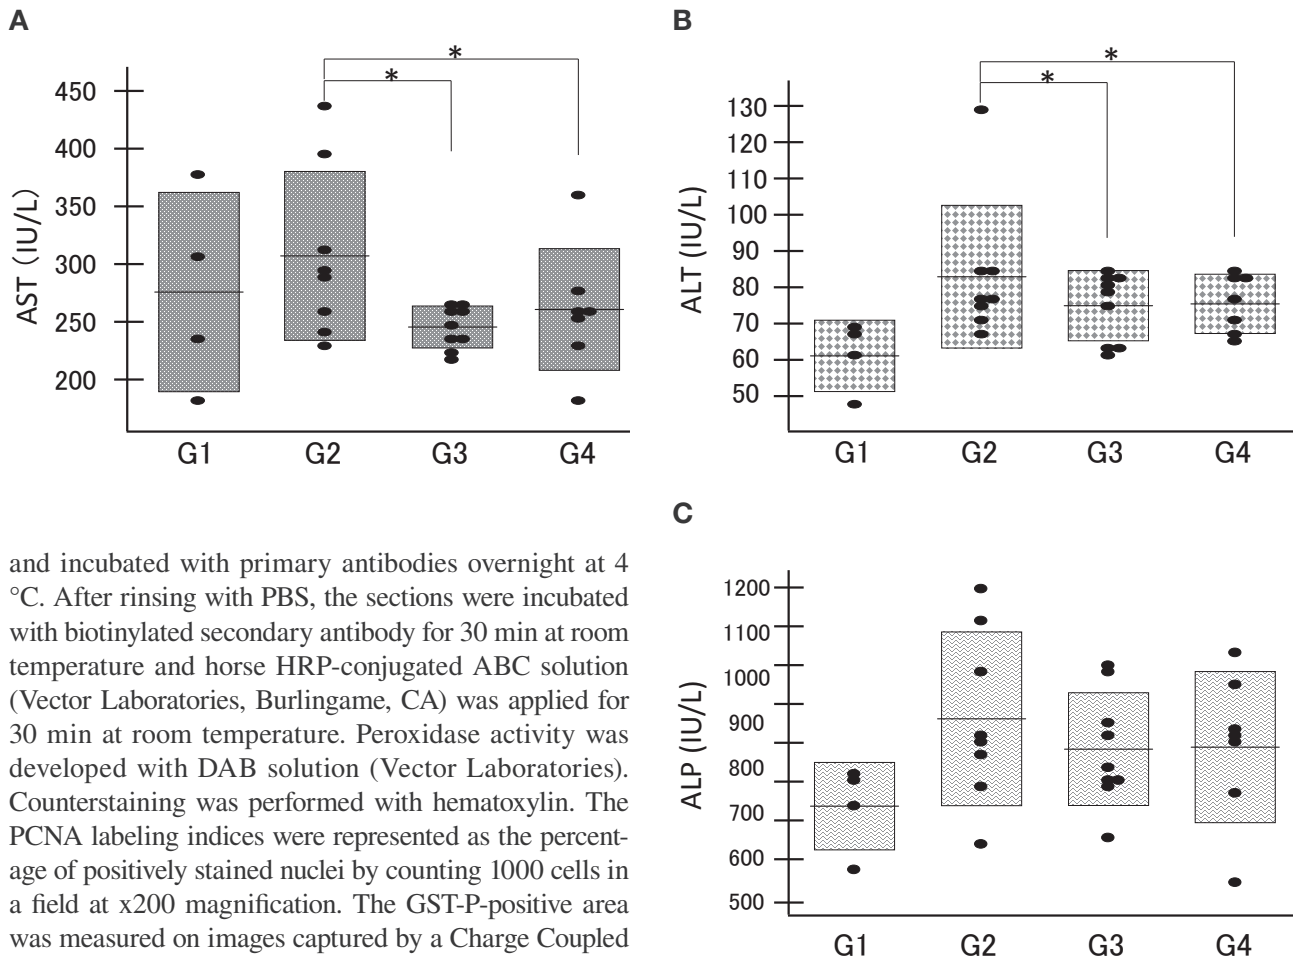 A
AST (IU/L)
450
400
350
300
250
200
*
*
G1 G2 G3 G4
B
ALT (IU/L)
130
120
110
100
90
80
70
60
50
*
*
G1 G2 G3 G4
and incubated with primary antibodies overnight at 4
°C. After rinsing with PBS, the sections were incubated
with biotinylated secondary antibody for 30 min at room
temperature and horse HRP-conjugated ABC solution
(Vector Laboratories, Burlingame, CA) was applied for
30 min at room temperature. Peroxidase activity was
developed with DAB solution (Vector Laboratories).
Counterstaining was performed with hematoxylin. The
PCNA labeling indices were represented as the percent-
age of positively stained nuclei by counting 1000 cells in
a field at x200 magnification. The GST-P-positive area
was measured on images captured by a Charge Coupled
C
ALP (IU/L)
1200
1100
1000
900
800
700
600
500
G1 G2 G3 G4